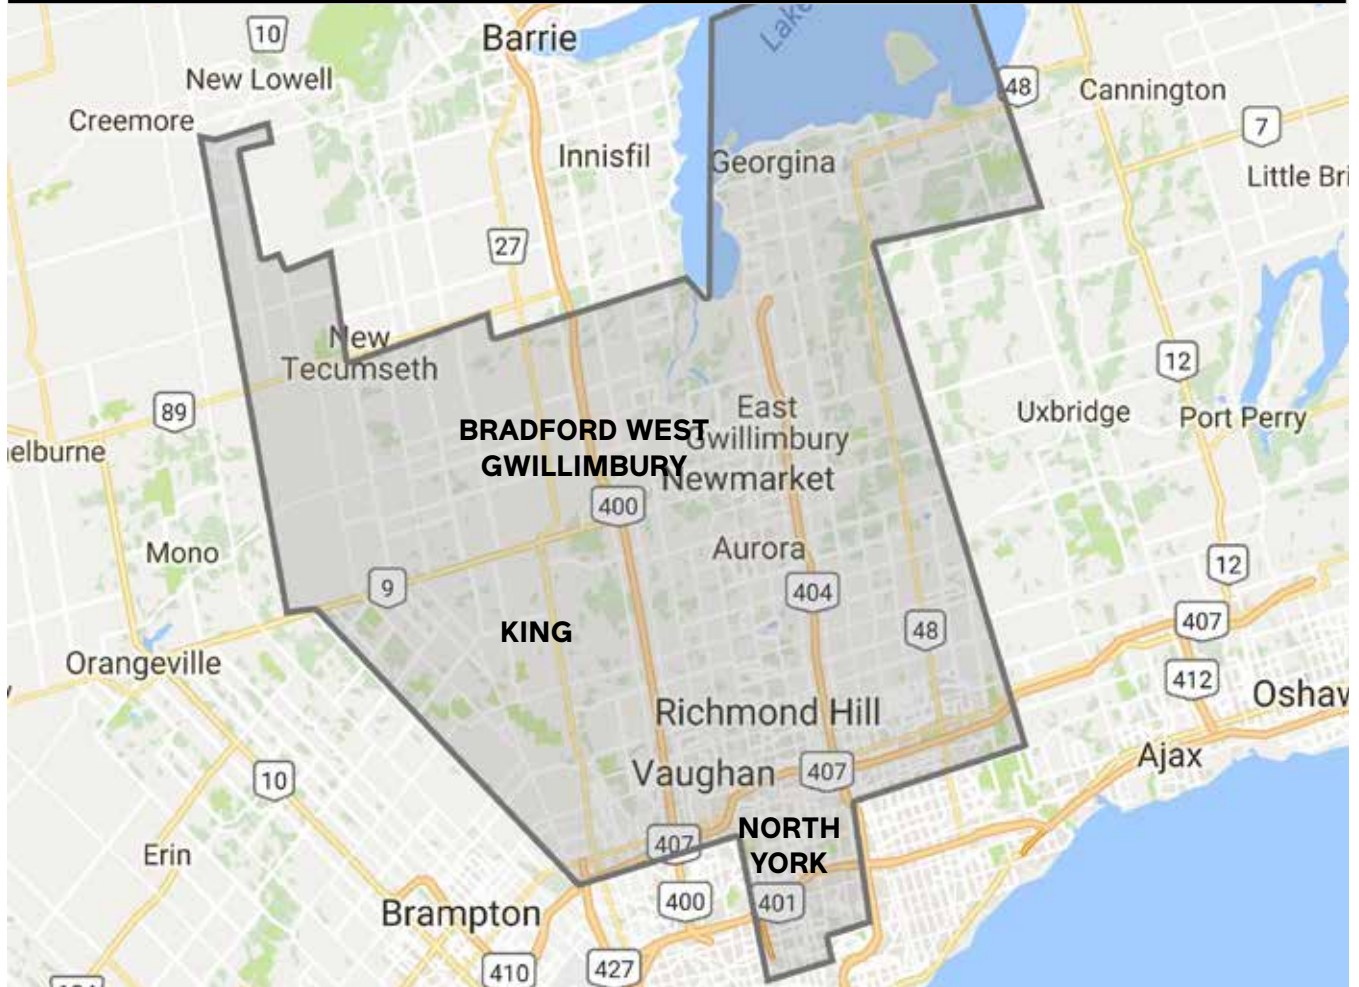 10
Barrie
Lake
New Lowell
48
Cannington
Creemore
7
Innisfil
Georgina
Little Bri
27
New
Tecumseth
12
89
East
Gwillimbury
Uxbridge
Port Perry
BRADFORD WEST
GWILLIMBURY
elburne
Newmarket
400
Mono
Aurora
12
9
404
407
KING
48
Orangeville
412
Oshaw
Richmond Hill
Ajax
Vaughan
407
10
NORTH
YORK
407
Erin
400
401
Brampton
410
427